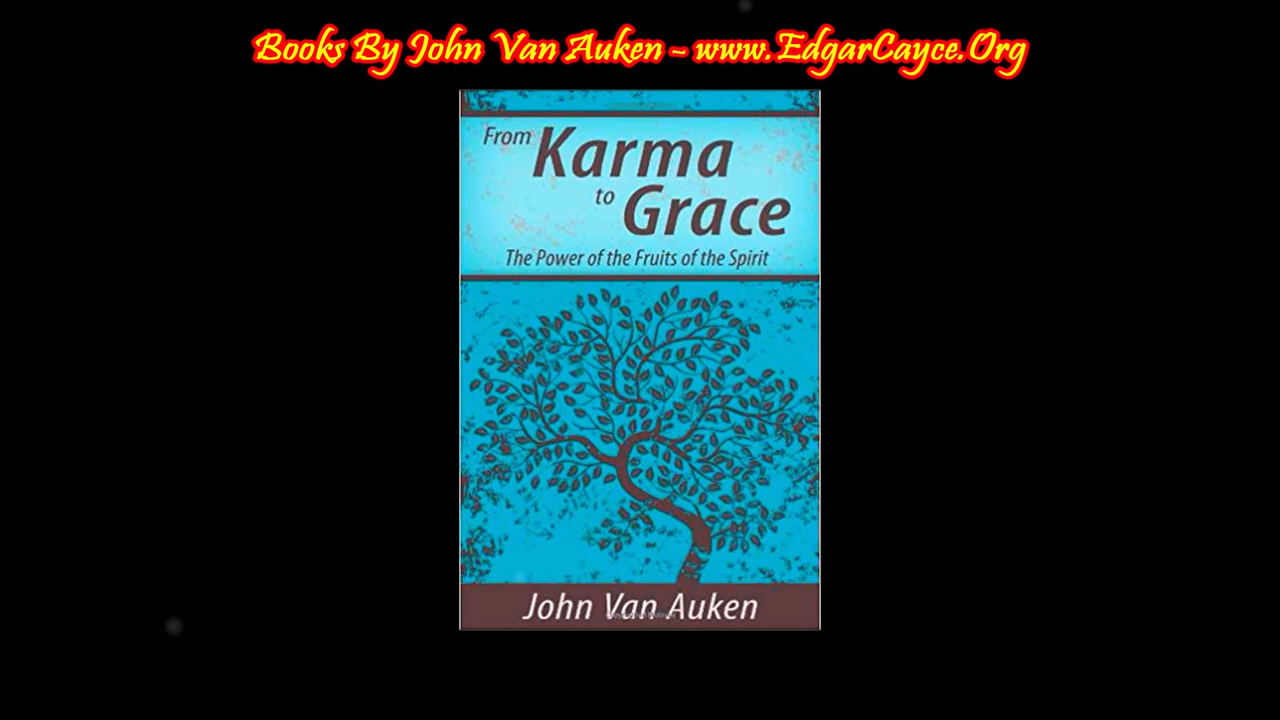 Books By John Van Auken - www.EdgarCayce.Org
From Karma
to Grace
The Power of the Fruits of the Spirit
John Van Auken